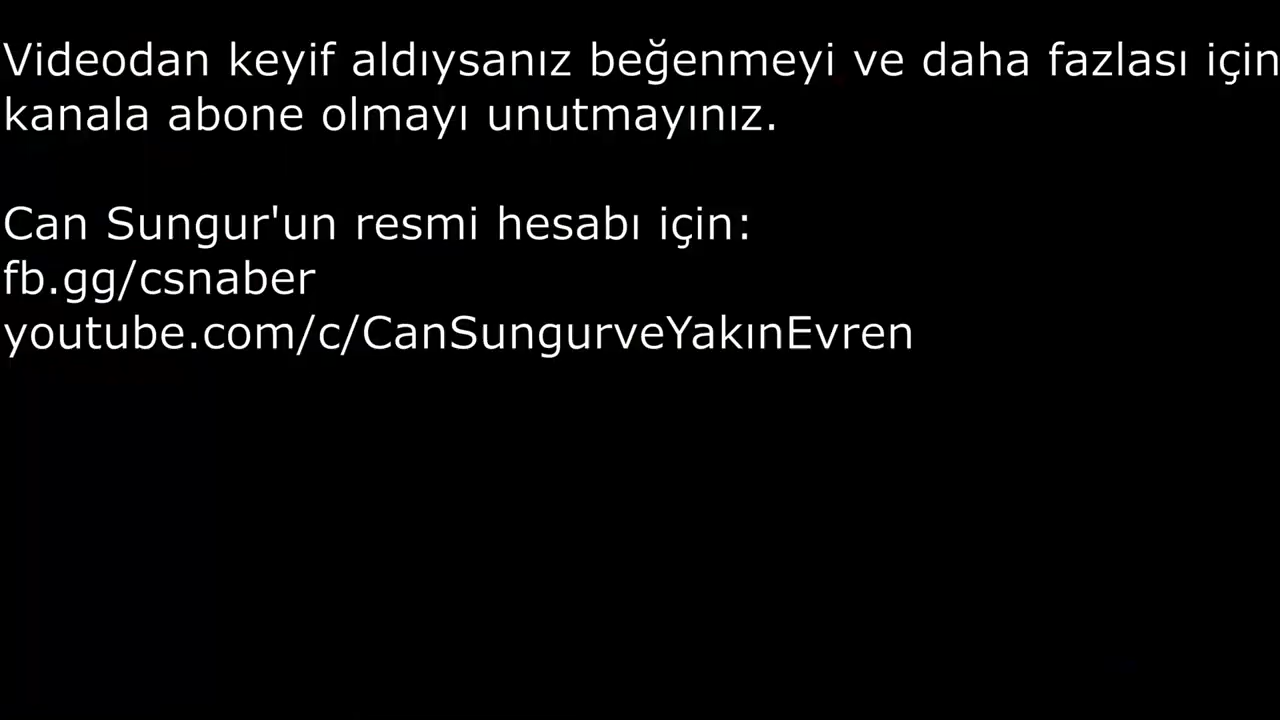 Videodan keyif aldıysanız beğenmeyi ve daha fazlası için
kanala abone olmayı unutmayınız.
Can Sungur'un resmi hesabı için:
fb.gg/csnaber
youtube.com/c/CanSungurveYakınEvren